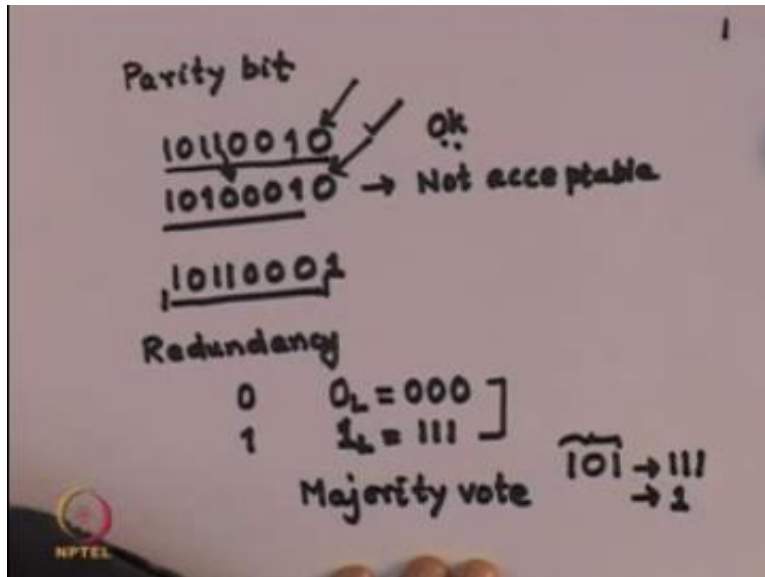 1
Parity bit
10110010
Ok
10100010 → Not acceptable
10110001
Redundancy
0 0L = 000
1 1L = 111
101 → 111
Majority vote → 1
NPTEL